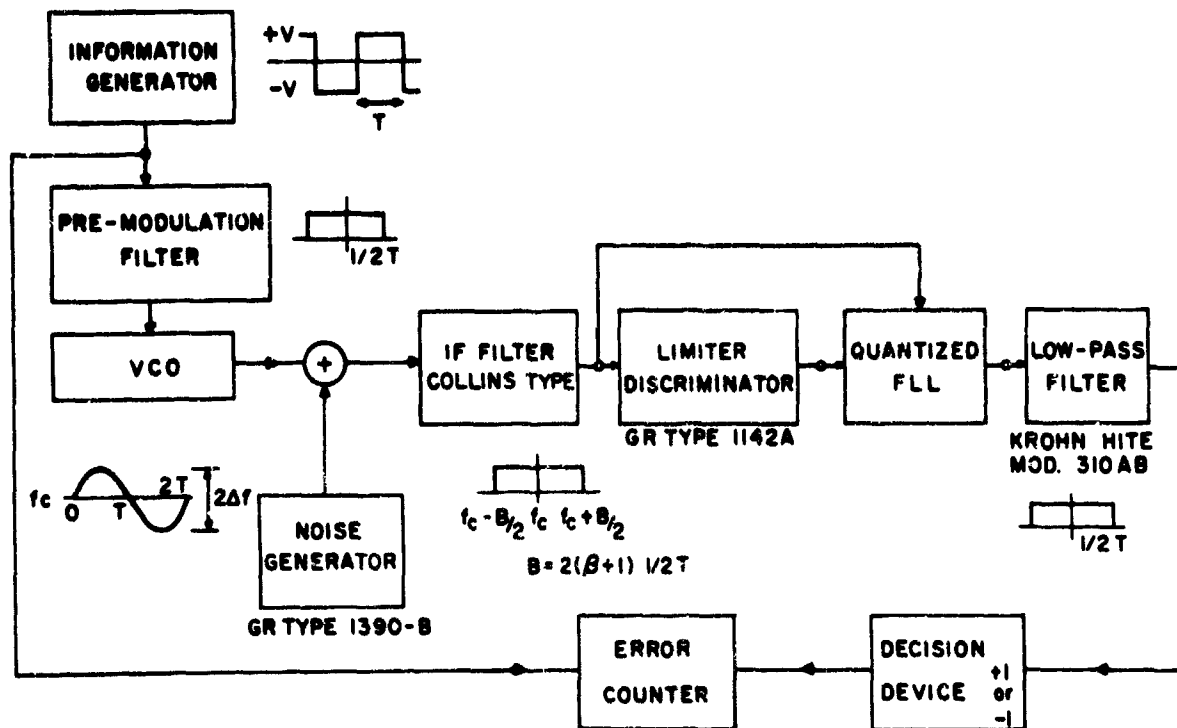 INFORMATION
GENERATOR
+V
-V
T
PRE-MODULATION
FILTER
1/2T
VCO
+
IF FILTER
COLLINS TYPE
LIMITER
DISCRIMINATOR
GR TYPE 1142A
QUANTIZED
FLL
LOW-PASS
FILTER
KROHN HITE
MOD. 310AB
1/2T
fc
0
T
2T
2Δf
NOISE
GENERATOR
GR TYPE 1390-B
fc-B/2 fc fc+B/2
B=2(β+1) 1/2T
ERROR
COUNTER
DECISION
DEVICE
+1
or
-1